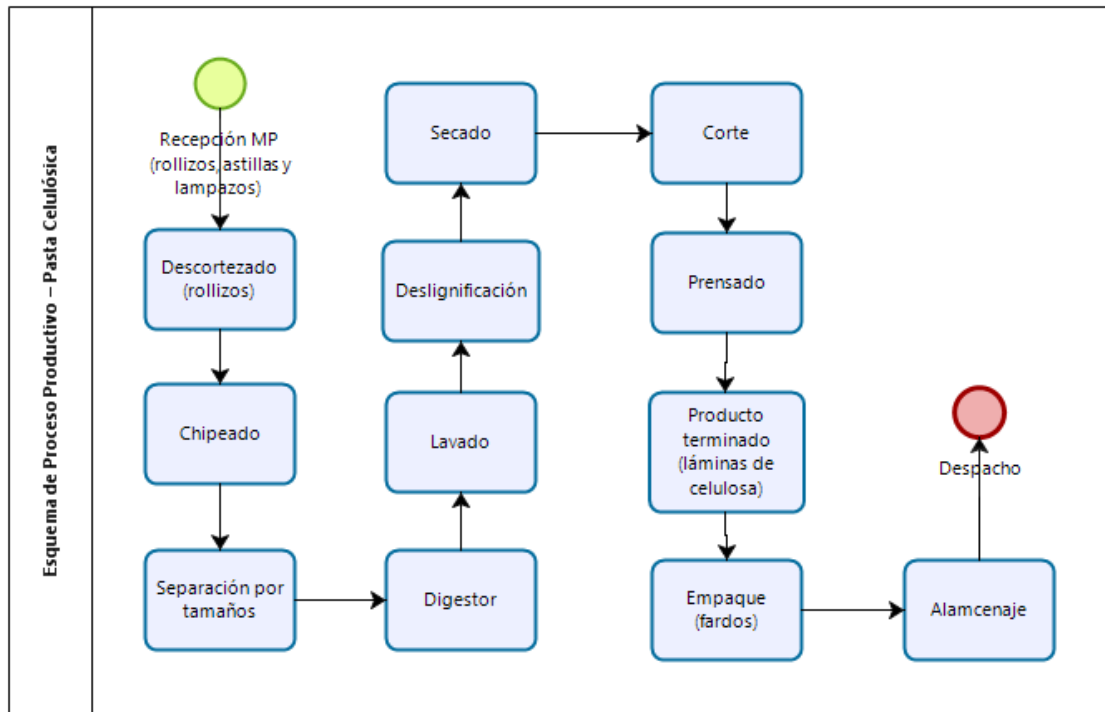 Esquema de Proceso Productivo – Pasta Celulósica
Recepción MP
(rollizos, astillas y
lampazos)
Descortezado
(rollizos)
Chipeado
Separación por
tamaños
Digestor
Lavado
Deslignificación
Secado
Corte
Prensado
Producto
terminado
(láminas de
celulosa)
Empaque
(fardos)
Alamcenaje
Despacho